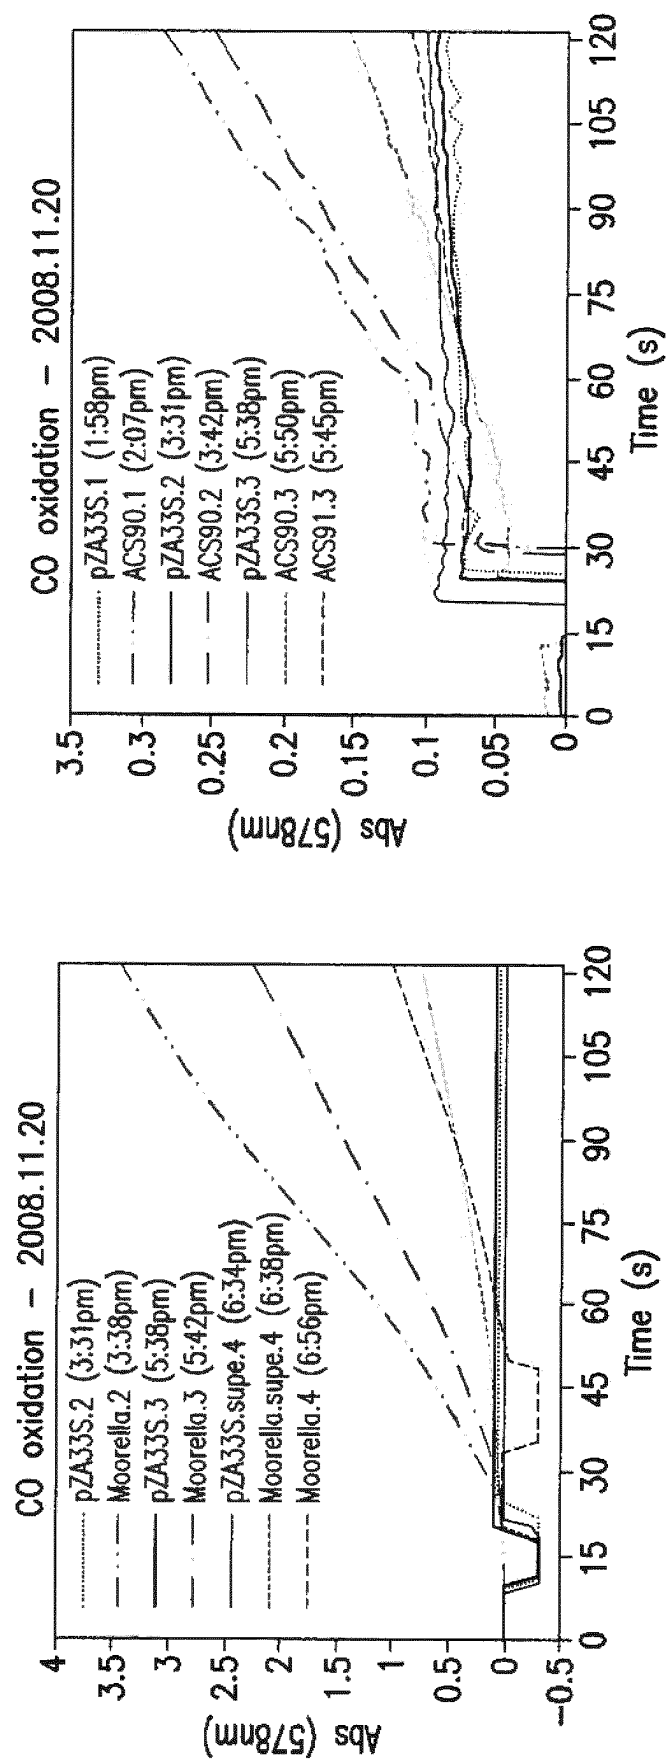 CO oxidation – 2008.11.20
pZA33S.2 (3:31pm)
Moorella.2 (3:38pm)
pZA33S.3 (5:38pm)
Moorella.3 (5:42pm)
pZA33S.supe.4 (6:34pm)
Moorella.supe.4 (6:38pm)
Moorella.4 (6:56pm)
Abs (578nm)
4
3.5
3
2.5
2
1.5
1
0.5
0
-0.5
0 15 30 45 60 75 90 105 120
Time (s)
CO oxidation – 2008.11.20
pZA33S.1 (1:58pm)
ACS90.1 (2:07pm)
pZA33S.2 (3:31pm)
ACS90.2 (3:42pm)
pZA33S.3 (5:38pm)
ACS90.3 (5:50pm)
ACS91.3 (5:45pm)
Abs (578nm)
3.5
0.3
0.25
0.2
0.15
0.1
0.05
0
0 15 30 45 60 75 90 105 120
Time (s)